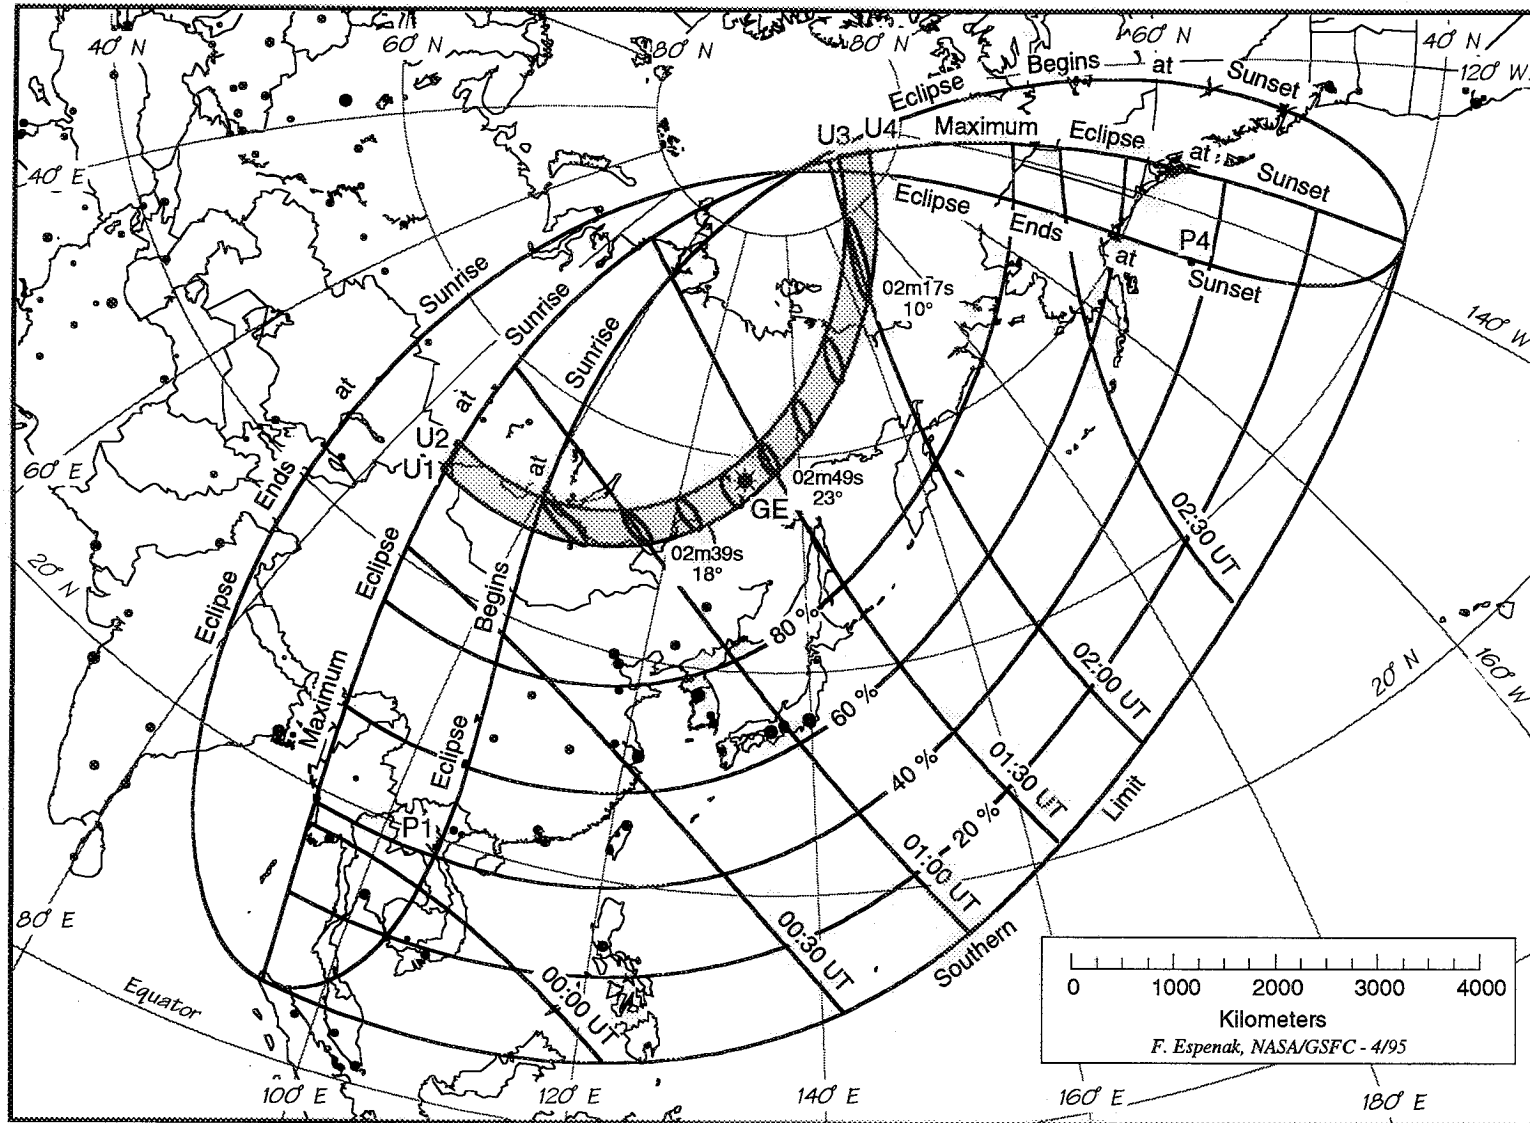 40° N
60° N
80° N
80° N
60° N
40° N
120° W
Eclipse Begins at Sunset
U3
U4
Maximum Eclipse at Sunset
40° E
Eclipse Ends at Sunset
P4
140° W
02m17s
10°
Eclipse Ends at Sunrise
Maximum Eclipse at Sunrise
Eclipse Begins at Sunrise
U2
U1
60° E
02m49s
23°
GE
02m39s
18°
20° N
02:30 UT
80 %
02:00 UT
160° W
20° N
60 %
01:30 UT
40 %
Southern Limit
20 %
P1
01:00 UT
80° E
00:30 UT
00:00 UT
Equator
0 1000 2000 3000 4000
Kilometers
F. Espenak, NASA/GSFC - 4/95
100° E
120° E
140° E
160° E
180° E